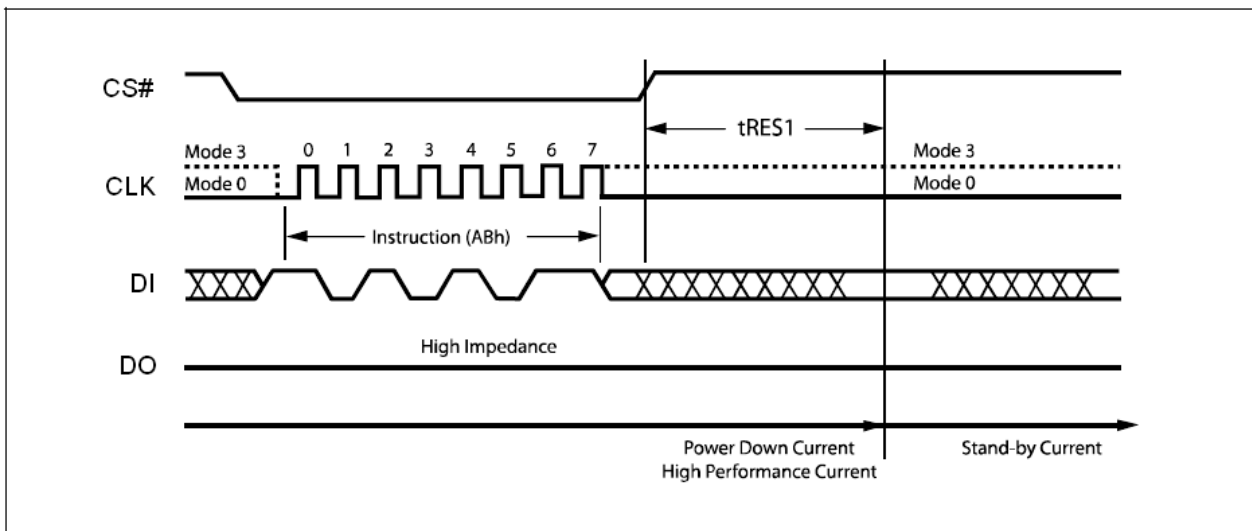 CS#
tRES1
Mode 3 0 1 2 3 4 5 6 7 Mode 3
CLK
Mode 0 Mode 0
Instruction (ABh)
DI
High Impedance
DO
Power Down Current Stand-by Current
High Performance Current